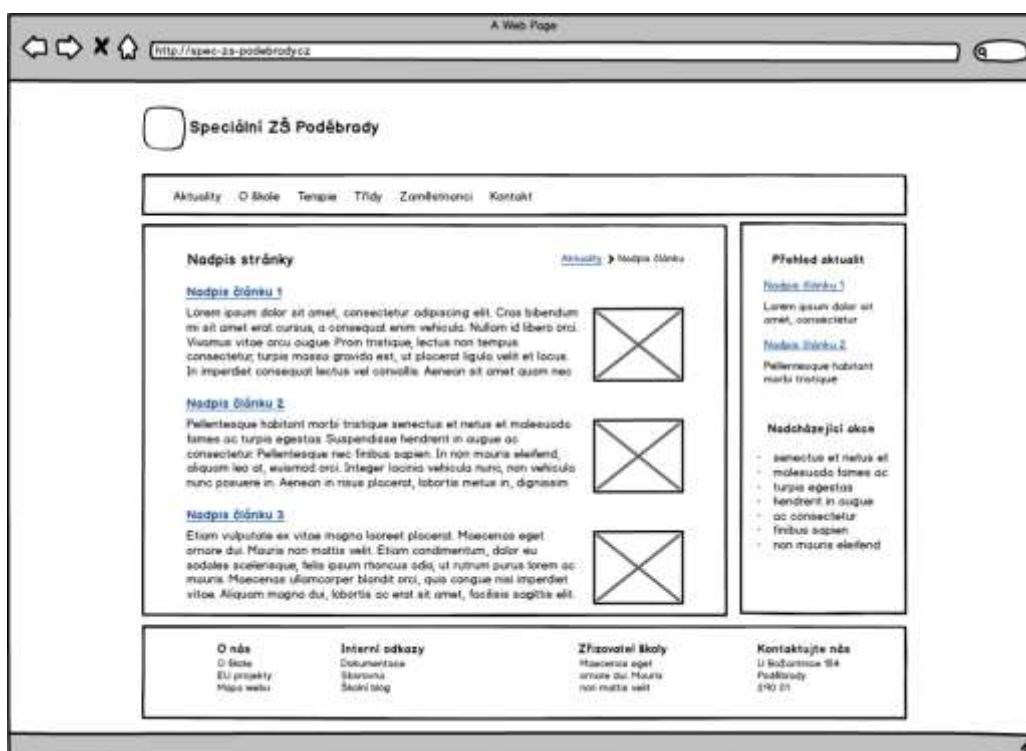 A Web Page
http://spec-zs-podebrady.cz
Speciální ZŠ Poděbrady
Aktuality O škole Terapie Třídy Zaměstnanci Kontakt
Nadpis stránky
Aktuality > Nadpis článku
Nadpis článku 1
Lorem ipsum dolor sit amet, consectetur adipiscing elit. Cras bibendum
mi sit amet erat cursus, a consequat enim vehicula. Nullam id libero orci.
Vivamus vitae arcu augue. Proin tristique, lectus non tempus
consectetur, turpis massa gravida est, ut placerat ligula velit et lacus.
In imperdiet consequat lectus vel convallis. Aenean sit amet quam nec
Nadpis článku 2
Pellentesque habitant morbi tristique senectus et netus et malesuada
fames ac turpis egestas. Suspendisse hendrerit in augue ac
consectetur. Pellentesque nec finibus sapien. In non mauris eleifend,
aliquam leo at, euismod orci. Integer lacinia vehicula nunc, non vehicula
nunc posuere in. Aenean in risus placerat, lobortis metus in, dignissim
Nadpis článku 3
Etiam vulputate ex vitae magna laoreet placerat. Maecenas eget
ornare dui. Mauris non mattis velit. Etiam condimentum, dolor eu
sodales scelerisque, felis ipsum rhoncus odio, ut rutrum purus lorem ac
mauris. Maecenas ullamcorper blandit orci, quis congue nisl imperdiet
vitae. Aliquam magna dui, lobortis ac erat sit amet, facilisis sagittis elit.
Přehled aktualit
Nadpis článku 1
Lorem ipsum dolor sit
amet, consectetur
Nadpis článku 2
Pellentesque habitant
morbi tristique
Nadcházející akce
· senectus et netus et
· malesuada fames ac
· turpis egestas
· hendrerit in augue
· ac consectetur
· finibus sapien
· non mauris eleifend
O nás
O škole
EU projekty
Mapa webu
Interní odkazy
Dokumentace
Sborovna
Školní blog
Zřizovatel školy
Maecenas eget
ornare dui. Mauris
non mattis velit
Kontaktujte nás
U Bažantnice 154
Poděbrady
290 01